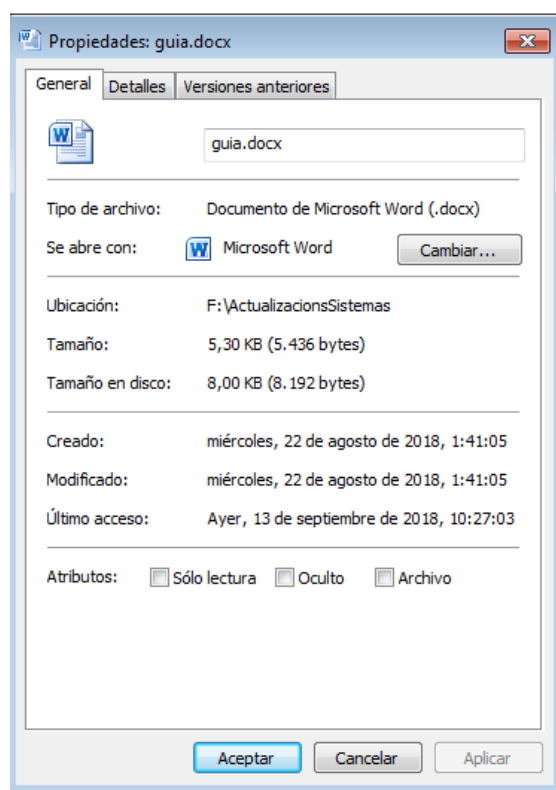 Propiedades: guia.docx
General Detalles Versiones anteriores
guia.docx
Tipo de archivo: Documento de Microsoft Word (.docx)
Se abre con: Microsoft Word Cambiar...
Ubicación: F:\ActualizacionsSistemas
Tamaño: 5,30 KB (5.436 bytes)
Tamaño en disco: 8,00 KB (8.192 bytes)
Creado: miércoles, 22 de agosto de 2018, 1:41:05
Modificado: miércoles, 22 de agosto de 2018, 1:41:05
Último acceso: Ayer, 13 de septiembre de 2018, 10:27:03
Atributos: Sólo lectura Oculto Archivo
Aceptar Cancelar Aplicar